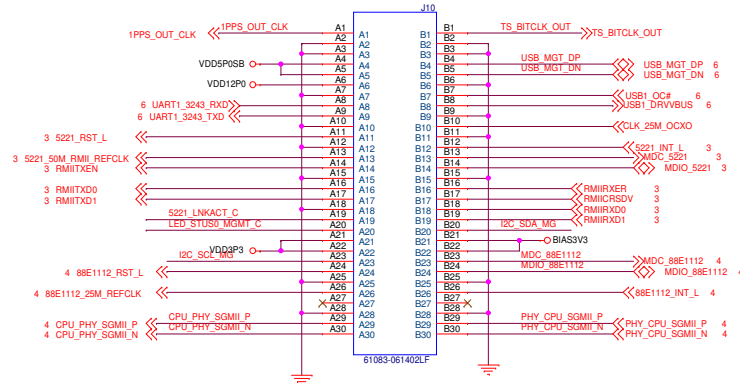 J10
1PPS_OUT_CLK 1PPS_OUT_CLK A1 A1 B1 B1 TS_BITCLK_OUT TS_BITCLK_OUT
A2 A2 B2 B2
A3 A3 B3 B3
VDD5P0SB A4 A4 B4 B4 USB_MGT_DP USB_MGT_DP 6
A5 A5 B5 B5 USB_MGT_DN USB_MGT_DN 6
VDD12P0 A6 A6 B6 B6
A7 A7 B7 B7 USB1_OC# 6
6 UART1_3243_RXD A8 A8 B8 B8 USB1_DRVVBUS 6
6 UART1_3243_TXD A9 A9 B9 B9
A10 A10 B10 B10 CLK_25M_OCXO
3 5221_RST_L A11 A11 B11 B11
A12 A12 B12 B12 5221_INT_L 3
3 5221_50M_RMII_REFCLK A13 A13 B13 B13 MDC_5221 3
3 RMIITXEN A14 A14 B14 B14 MDIO_5221 3
A15 A15 B15 B15
3 RMIITXD0 A16 A16 B16 B16 RMIIRXER 3
3 RMIITXD1 A17 A17 B17 B17 RMIICRSDV 3
A18 A18 B18 B18 RMIIRXD0 3
5221_LNKACT_C A19 A19 B19 B19 RMIIRXD1 3
LED_STUS0_MGMT_C A20 A20 B20 B20 I2C_SDA_MG
A21 A21 B21 B21 BIAS3V3
VDD3P3 A22 A22 B22 B22
I2C_SCL_MG A23 A23 B23 B23 MDC_88E1112 MDC_88E1112 4
4 88E1112_RST_L A24 A24 B24 B24 MDIO_88E1112 MDIO_88E1112 4
A25 A25 B25 B25
4 88E1112_25M_REFCLK A26 A26 B26 B26 88E1112_INT_L 4
A27 A27 B27 B27
A28 A28 B28 B28
4 CPU_PHY_SGMII_P CPU_PHY_SGMII_P A29 A29 B29 B29 PHY_CPU_SGMII_P PHY_CPU_SGMII_P 4
4 CPU_PHY_SGMII_N CPU_PHY_SGMII_N A30 A30 B30 B30 PHY_CPU_SGMII_N PHY_CPU_SGMII_N 4
61083-061402LF